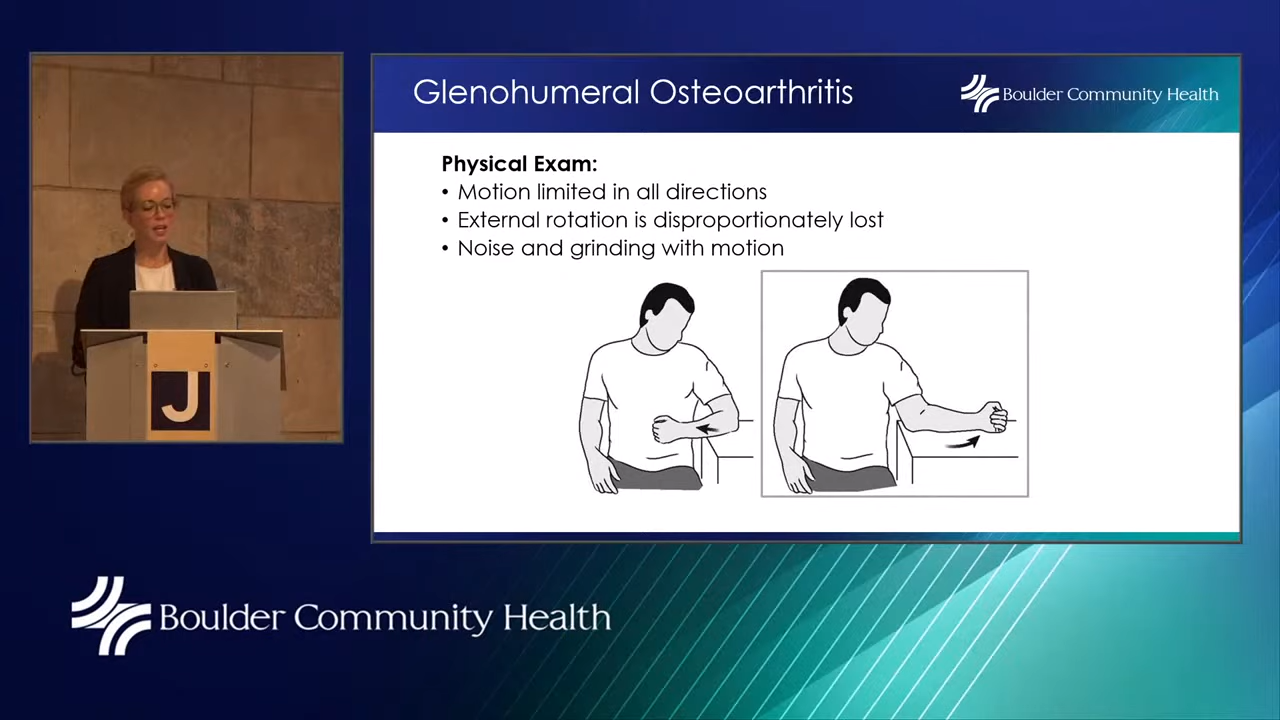 Glenohumeral Osteoarthritis
Boulder Community Health
Physical Exam:
• Motion limited in all directions
• External rotation is disproportionately lost
• Noise and grinding with motion
J
Boulder Community Health